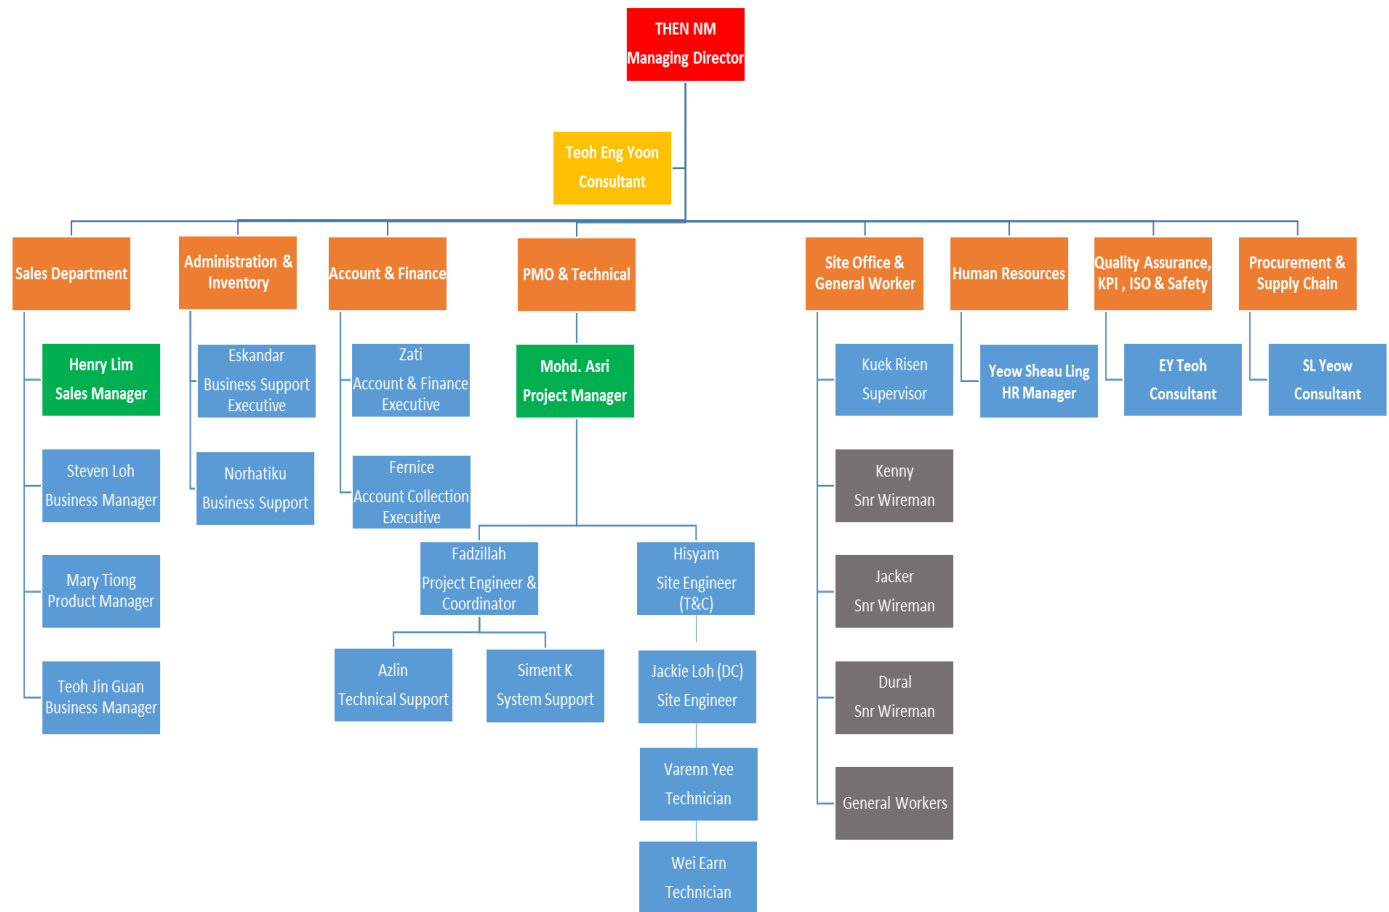 THEN NM
Managing Director
Teoh Eng Yoon
Consultant
Sales Department
Administration &
Inventory
Account & Finance
PMO & Technical
Site Office &
General Worker
Human Resources
Quality Assurance,
KPI , ISO & Safety
Procurement &
Supply Chain
Henry Lim
Sales Manager
Steven Loh
Business Manager
Mary Tiong
Product Manager
Teoh Jin Guan
Business Manager
Eskandar
Business Support
Executive
Norhatiku
Business Support
Zati
Account & Finance
Executive
Fernice
Account Collection
Executive
Mohd. Asri
Project Manager
Fadzillah
Project Engineer &
Coordinator
Azlin
Technical Support
Siment K
System Support
Hisyam
Site Engineer
(T&C)
Jackie Loh (DC)
Site Engineer
Varenn Yee
Technician
Wei Earn
Technician
Kuek Risen
Supervisor
Kenny
Snr Wireman
Jacker
Snr Wireman
Dural
Snr Wireman
General Workers
Yeow Sheau Ling
HR Manager
EY Teoh
Consultant
SL Yeow
Consultant